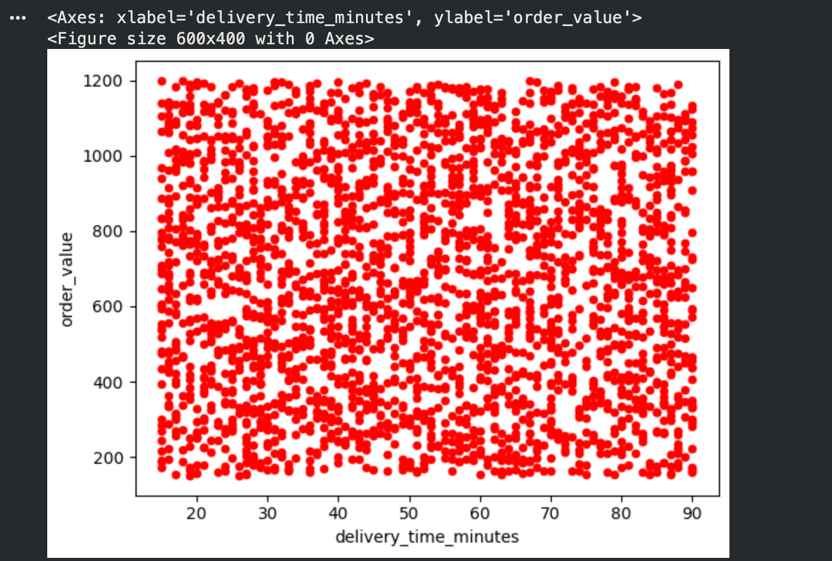 ••• <Axes: xlabel='delivery_time_minutes', ylabel='order_value'>
<Figure size 600x400 with 0 Axes>
1200
1000
800
600
400
200
order_value
20 30 40 50 60 70 80 90
delivery_time_minutes